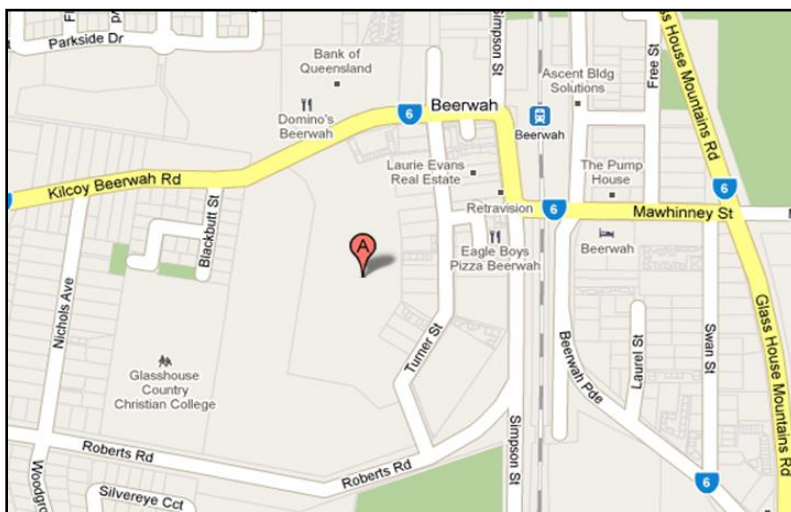 Parkside Dr
Bank of
Queensland
Simpson St
Free St
Glass House Mountains Rd
Ascent Bldg
Solutions
6
Beerwah
Beerwah
Domino's
Beerwah
Laurie Evans
Real Estate
The Pump
House
6
Kilcoy Beerwah Rd
Blackbutt St
Retravision
6
Mawhinney St
Eagle Boys
Pizza Beerwah
Beerwah
A
Nichols Ave
Turner St
Beerwah Pde
Laurel St
Swan St
Glass House Mountains Rd
Glasshouse
Country
Christian College
Roberts Rd
Roberts Rd
Simpson St
6
Silvereye Cct